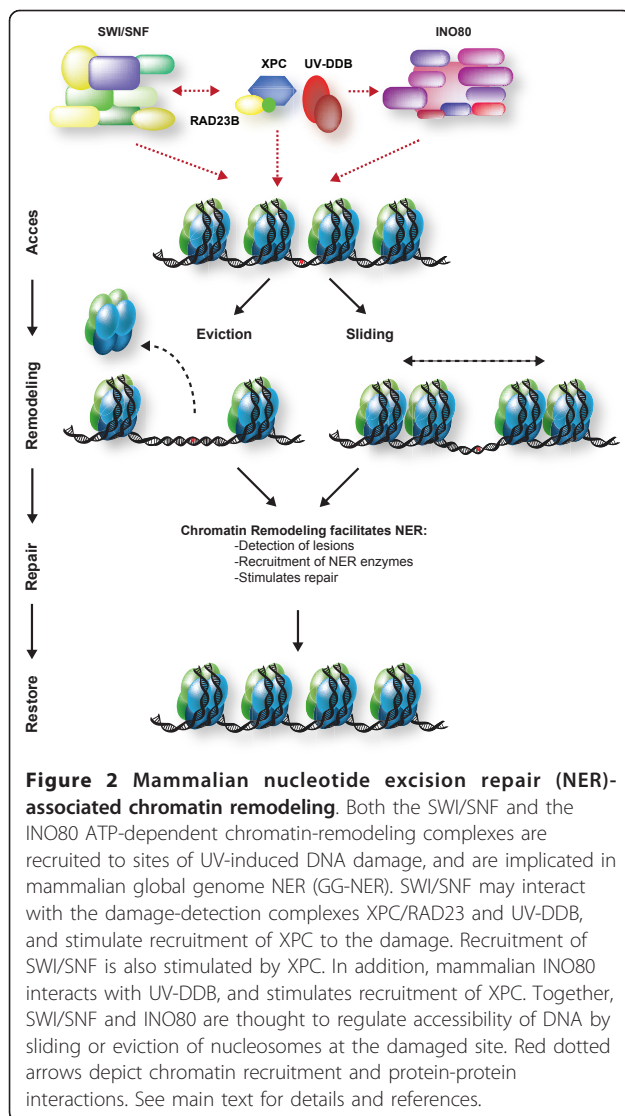 SWI/SNF
INO80
XPC
UV-DDB
RAD23B
Acces
Eviction
Sliding
Remodeling
Chromatin Remodeling facilitates NER:
-Detection of lesions
-Recruitment of NER enzymes
-Stimulates repair
Repair
Restore
Figure 2 Mammalian nucleotide excision repair (NER)-
associated chromatin remodeling. Both the SWI/SNF and the
INO80 ATP-dependent chromatin-remodeling complexes are
recruited to sites of UV-induced DNA damage, and are implicated in
mammalian global genome NER (GG-NER). SWI/SNF may interact
with the damage-detection complexes XPC/RAD23 and UV-DDB,
and stimulate recruitment of XPC to the damage. Recruitment of
SWI/SNF is also stimulated by XPC. In addition, mammalian INO80
interacts with UV-DDB, and stimulates recruitment of XPC. Together,
SWI/SNF and INO80 are thought to regulate accessibility of DNA by
sliding or eviction of nucleosomes at the damaged site. Red dotted
arrows depict chromatin recruitment and protein-protein
interactions. See main text for details and references.